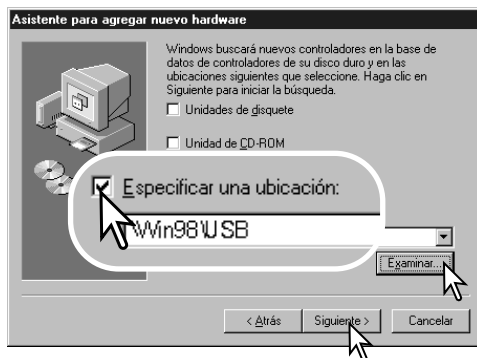 Asistente para agregar nuevo hardware
Windows buscará nuevos controladores en la base de
datos de controladores de su disco duro y en las
ubicaciones siguientes que seleccione. Haga clic en
Siguiente para iniciar la búsqueda.
Unidades de disquete
Unidad de CD-ROM
Especificar una ubicación:
\Win98\USB
Examinar...
< Atrás
Siguiente >
Cancelar